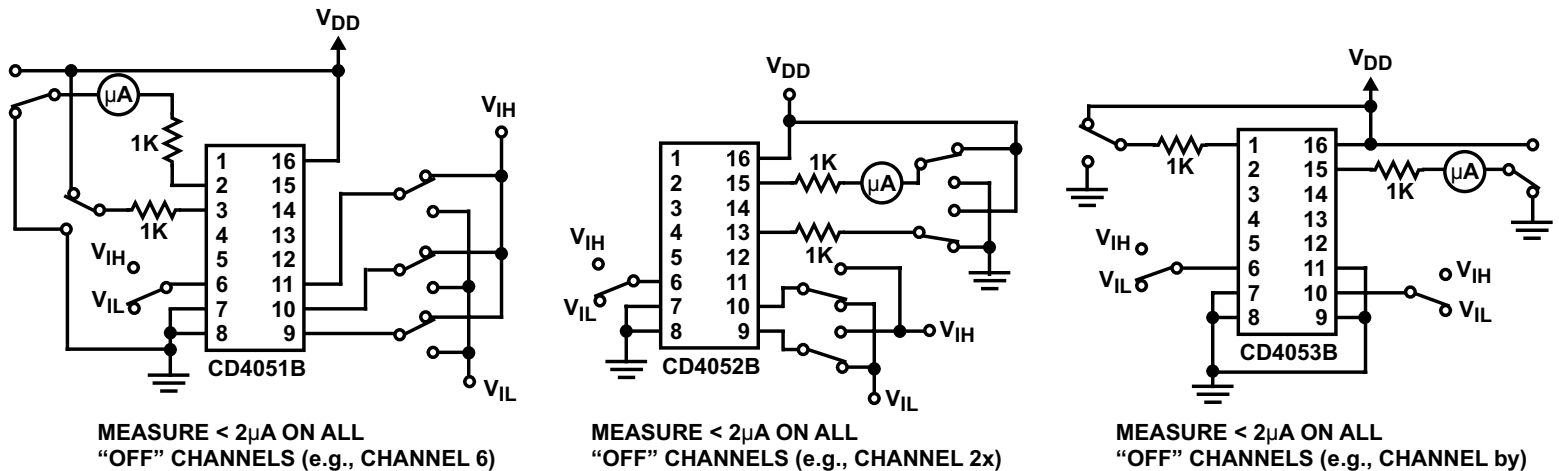 VDD
µA
1K
1K
1 16
2 15
3 14
4 13
5 12
6 11
7 10
8 9
VIH
VIL
VIH
VIL
CD4051B
MEASURE < 2µA ON ALL
“OFF” CHANNELS (e.g., CHANNEL 6)
VDD
1K
µA
1K
1 16
2 15
3 14
4 13
5 12
6 11
7 10
8 9
VIH
VIL
VIH
VIL
CD4052B
MEASURE < 2µA ON ALL
“OFF” CHANNELS (e.g., CHANNEL 2x)
VDD
1K
1K
µA
1 16
2 15
3 14
4 13
5 12
6 11
7 10
8 9
VIH
VIL
VIH
VIL
CD4053B
MEASURE < 2µA ON ALL
“OFF” CHANNELS (e.g., CHANNEL by)